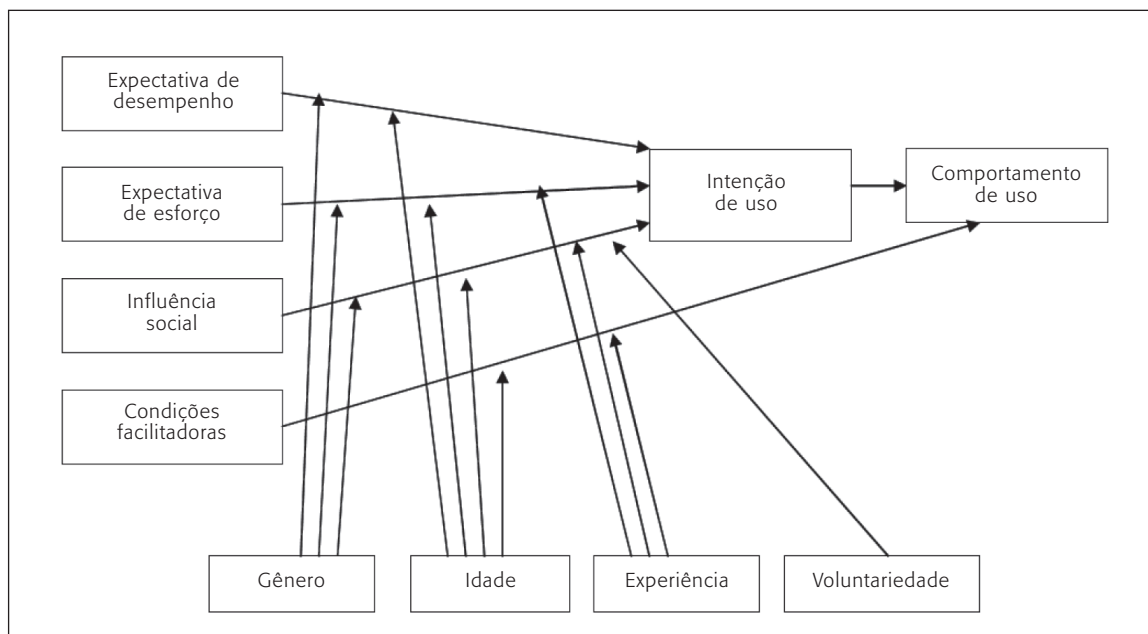 Expectativa de
desempenho
Expectativa
de esforço
Influência
social
Condições
facilitadoras
Intenção
de uso
Comportamento
de uso
Gênero
Idade
Experiência
Voluntariedade